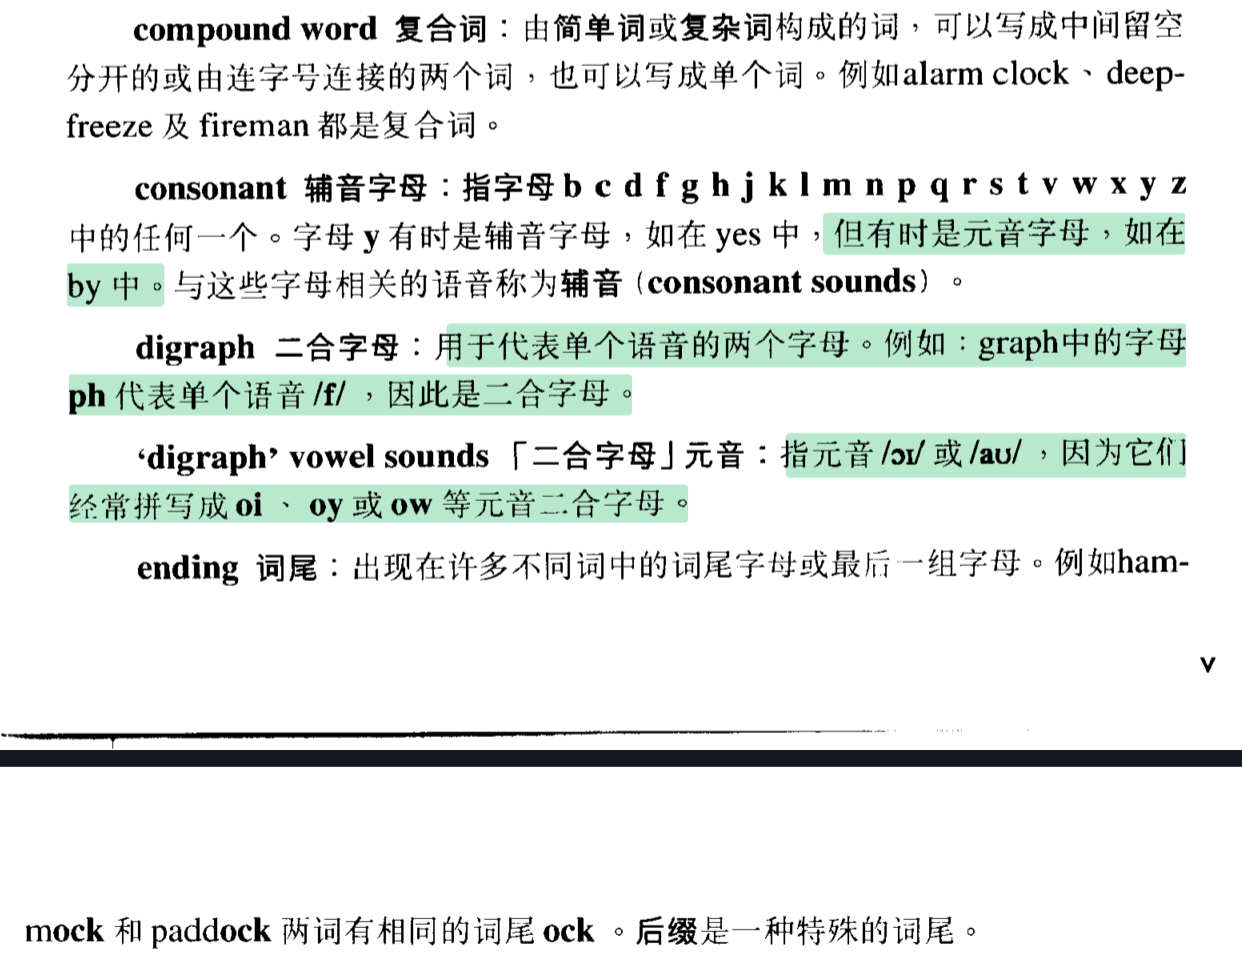 compound word 复合词：由简单词或复杂词构成的词，可以写成中间留空
分开的或由连字号连接的两个词，也可以写成单个词。例如alarm clock、deep-
freeze 及 fireman 都是复合词。
consonant 辅音字母：指字母 b c d f g h j k l m n p q r s t v w x y z
中的任何一个。字母 y 有时是辅音字母，如在 yes 中，但有时是元音字母，如在
by 中。与这些字母相关的语音称为辅音（consonant sounds）。
digraph 二合字母：用于代表单个语音的两个字母。例如：graph中的字母
ph 代表单个语音 /f/，因此是二合字母。
‘digraph’ vowel sounds「二合字母」元音：指元音 /ɔɪ/ 或 /aʊ/，因为它们
经常拼写成 oi、oy 或 ow 等元音二合字母。
ending 词尾：出现在许多不同词中的词尾字母或最后一组字母。例如ham-
v
mock 和 paddock 两词有相同的词尾 ock。后缀是一种特殊的词尾。